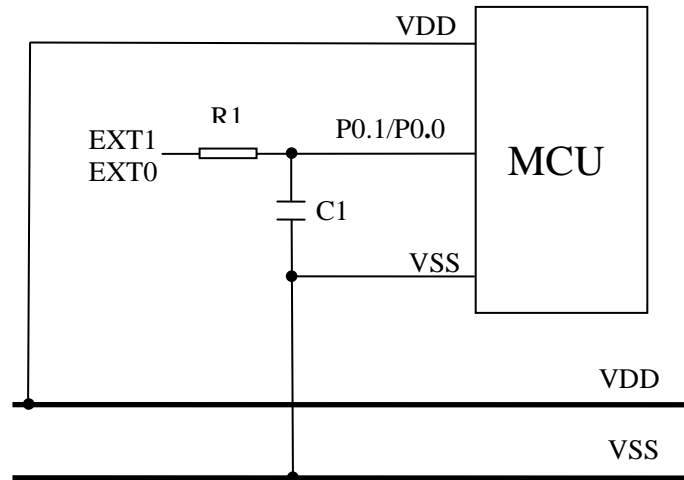 VDD
R1
EXT1
P0.1/P0.0
EXT0
MCU
C1
VSS
VDD
VSS